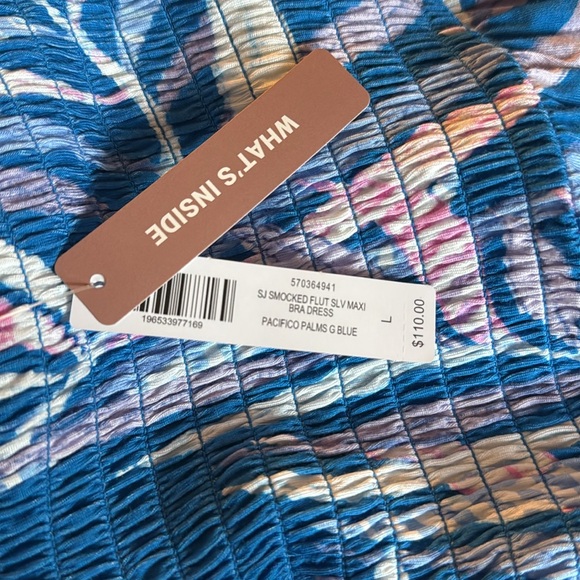 WHAT'S INSIDE
570364941
SJ SMOCKED FLUT SLV MAXI
BRA DRESS
PACIFICO PALMS G BLUE
L
$110.00
196533977169